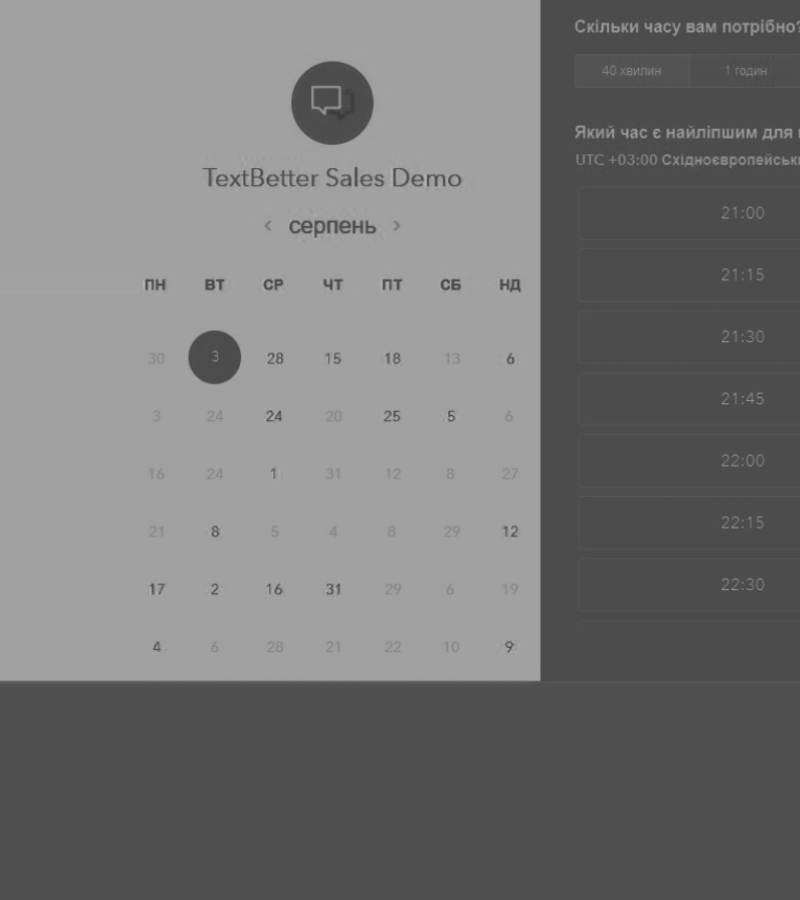 TextBetter Sales Demo
< серпень >
ПН ВТ СР ЧТ ПТ СБ НД
30 3 28 15 18 13 6
3 24 24 20 25 5 6
16 24 1 31 12 8 27
21 8 5 4 8 29 12
17 2 16 31 29 6 19
4 6 28 21 22 10 9
Скільки часу вам потрібно?
40 хвилин 1 годин
Який час є найліпшим для
UTC +03:00 Східноєвропейськ
21:00
21:15
21:30
21:45
22:00
22:15
22:30